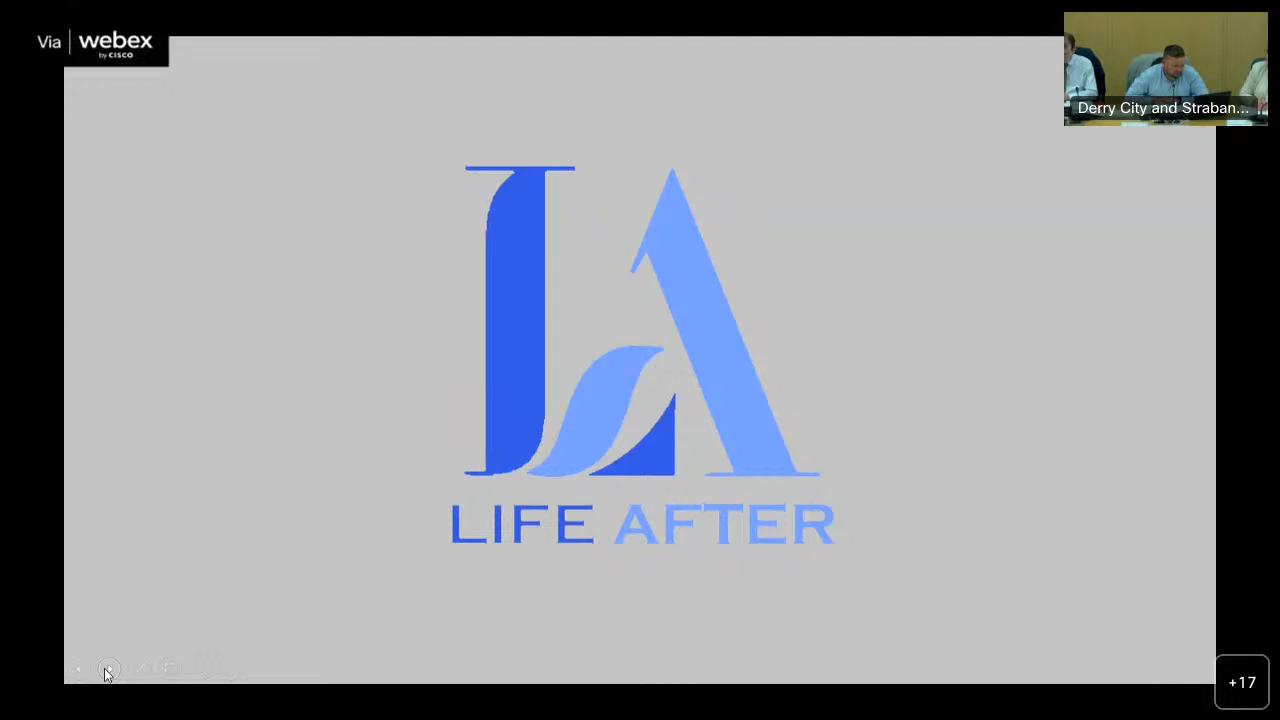 Via webex
by CISCO
Derry City and Straban...
LA
LIFE AFTER
+17